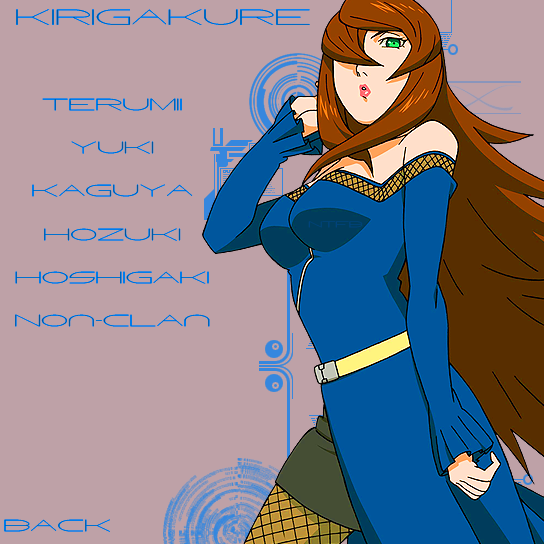 KIRIGAKURE
TERUMII
YUKI
KAGUYA
HOZUKI
HOSHIGAKI
NON-CLAN
BACK